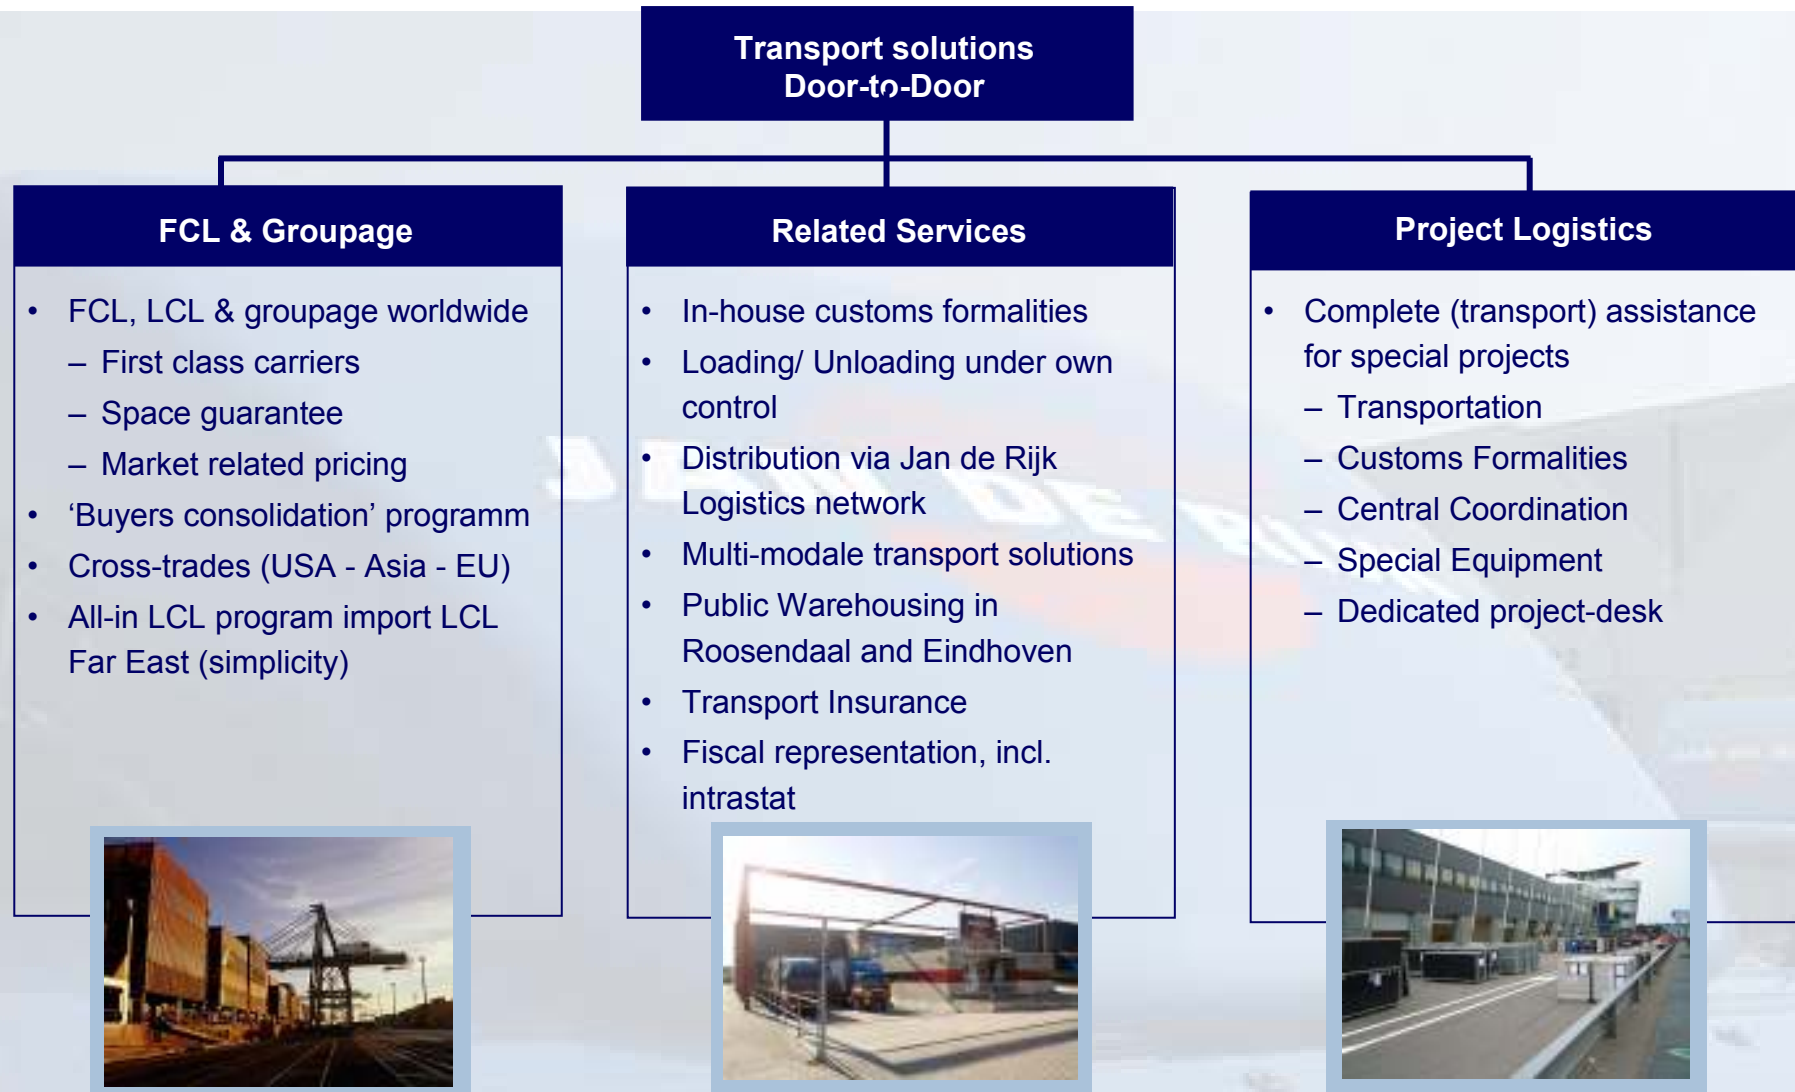 Transport solutions
Door-to-Door
FCL & Groupage
• FCL, LCL & groupage worldwide
– First class carriers
– Space guarantee
– Market related pricing
• ‘Buyers consolidation’ programm
• Cross-trades (USA - Asia - EU)
• All-in LCL program import LCL
Far East (simplicity)
Related Services
• In-house customs formalities
• Loading/ Unloading under own
control
• Distribution via Jan de Rijk
Logistics network
• Multi-modale transport solutions
• Public Warehousing in
Roosendaal and Eindhoven
• Transport Insurance
• Fiscal representation, incl.
intrastat
Project Logistics
• Complete (transport) assistance
for special projects
– Transportation
– Customs Formalities
– Central Coordination
– Special Equipment
– Dedicated project-desk
JAN DE RIJK